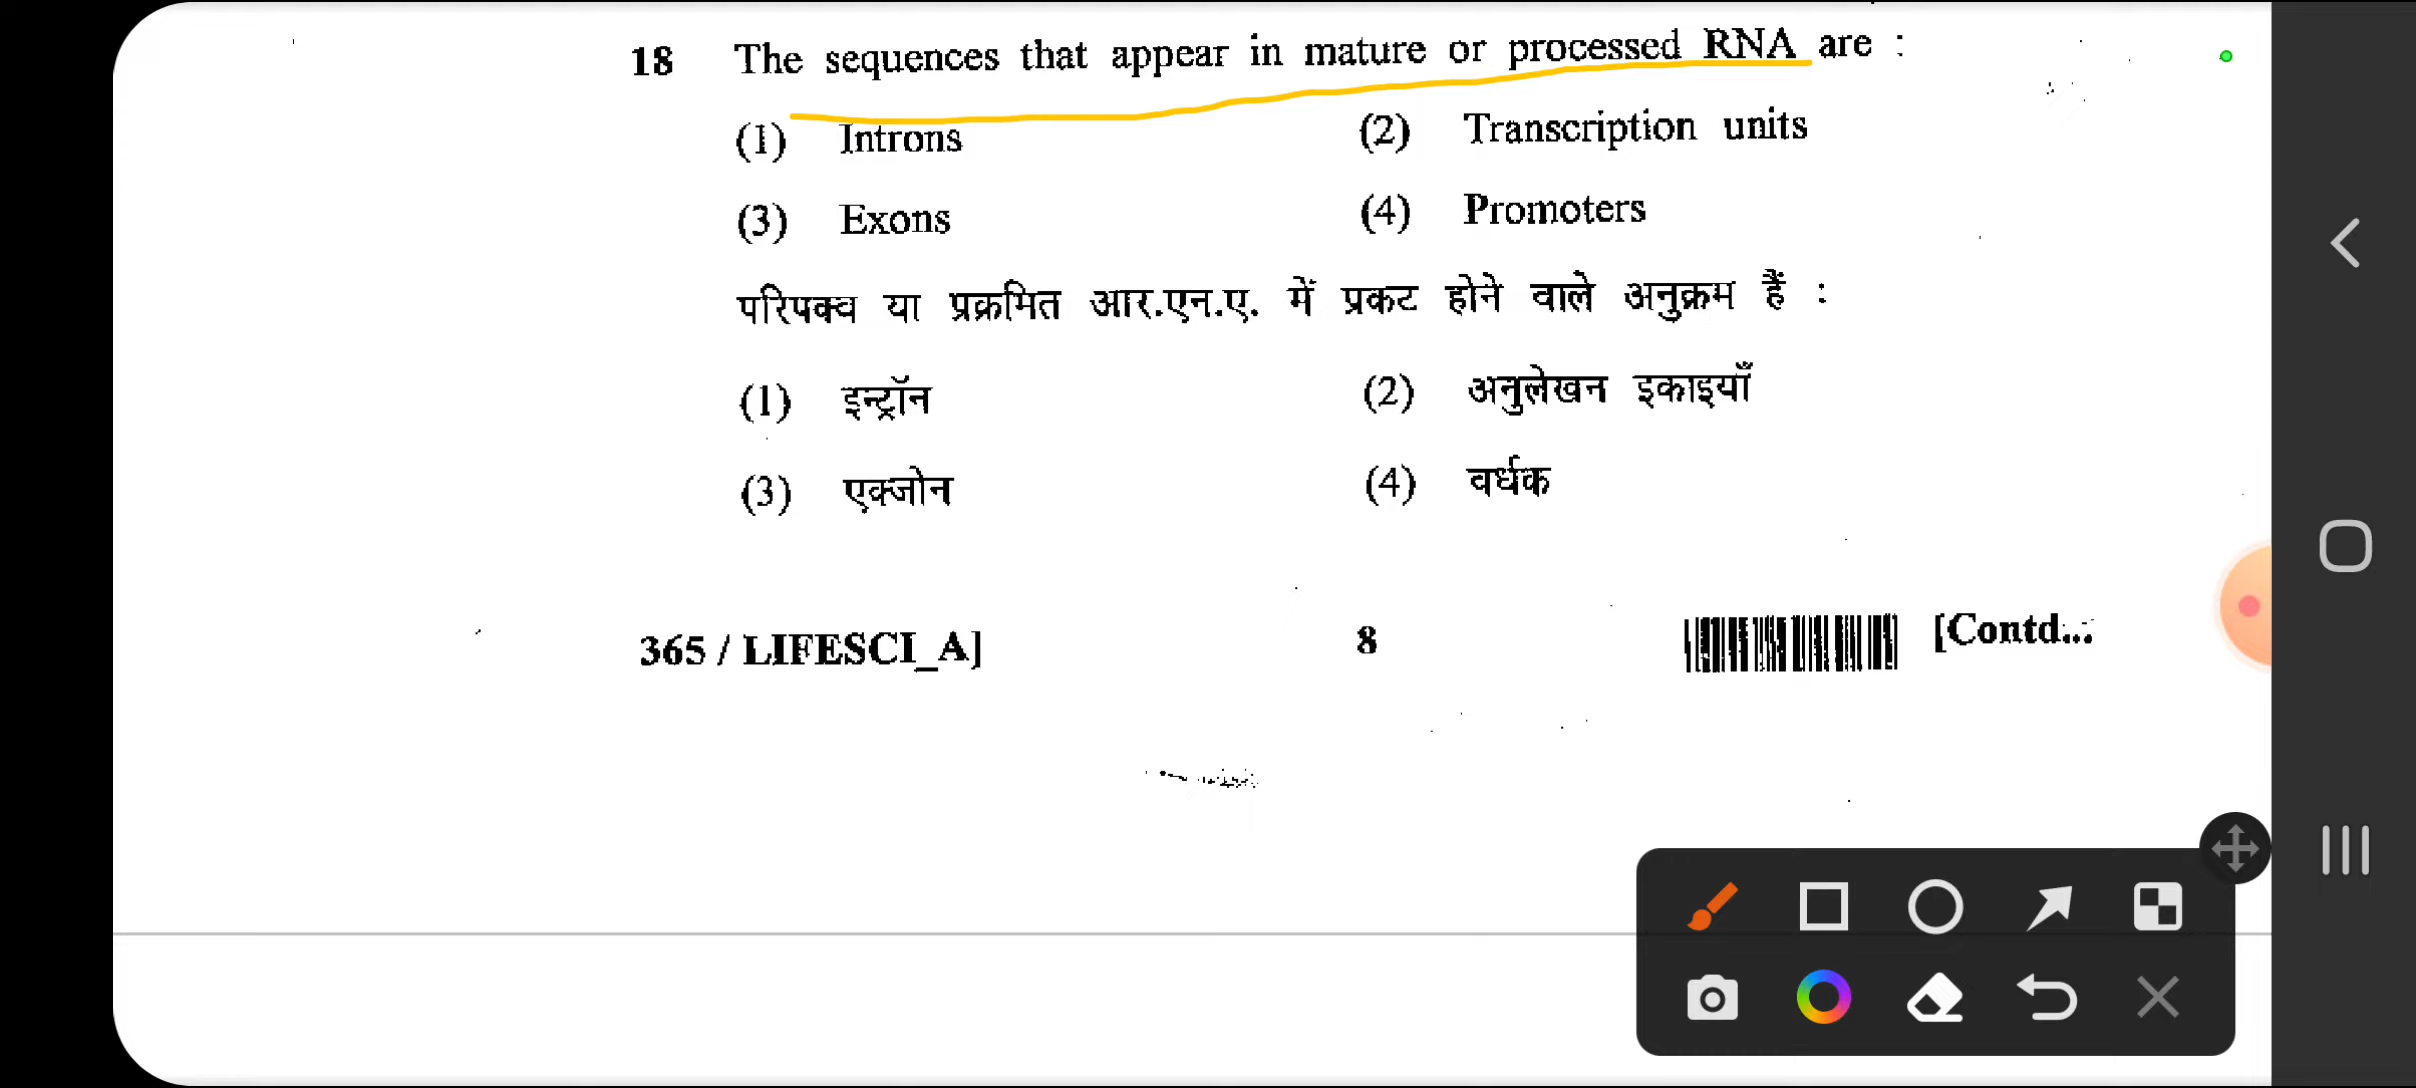 18 The sequences that appear in mature or processed RNA are :
(1) Introns (2) Transcription units
(3) Exons (4) Promoters
परिपक्व या प्रक्रमित आर.एन.ए. में प्रकट होने वाले अनुक्रम हैं :
(1) इन्ट्रॉन (2) अनुलेखन इकाइयाँ
(3) एक्जोन (4) वर्धक
365 / LIFESCI_A] 8 [Contd...